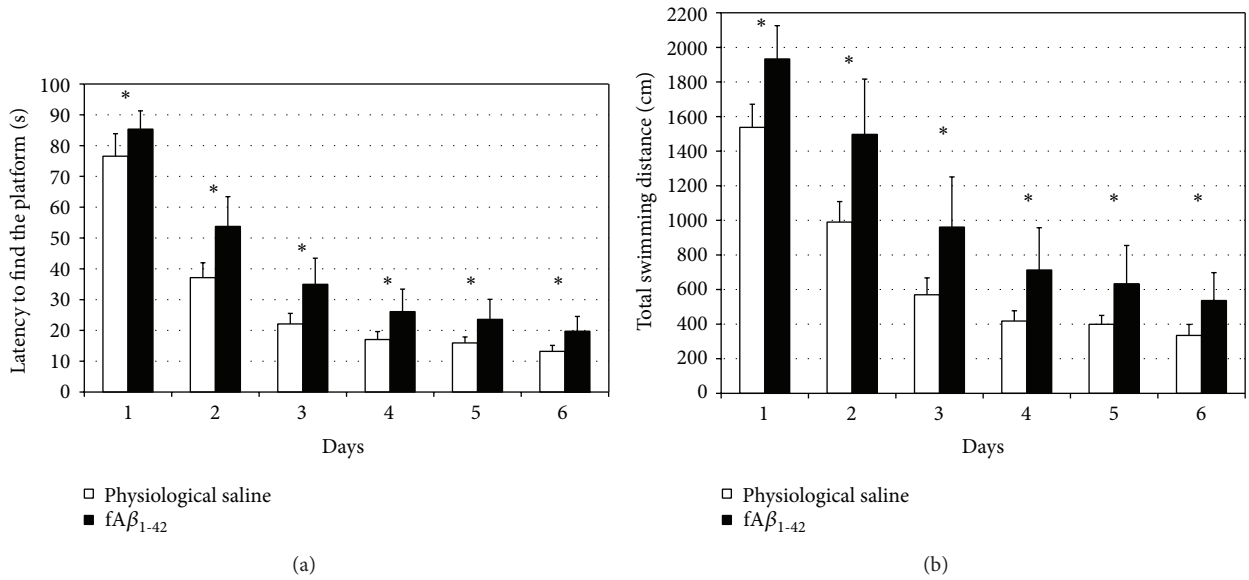 Latency to find the platform (s)
100
90
80
70
60
50
40
30
20
10
0
*
*
*
*
*
*
1 2 3 4 5 6
Days
Physiological saline
fAβ1-42
(a)
Total swimming distance (cm)
2200
2000
1800
1600
1400
1200
1000
800
600
400
200
0
*
*
*
*
*
*
1 2 3 4 5 6
Days
Physiological saline
fAβ1-42
(b)